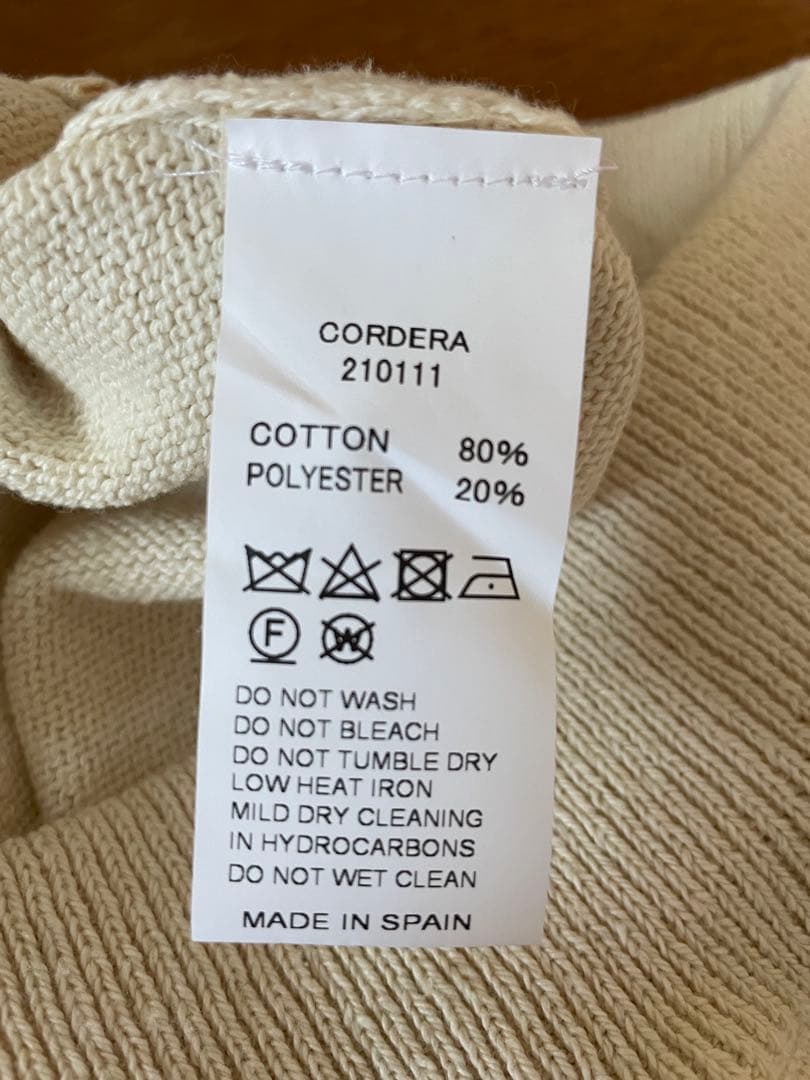 CORDERA
210111
COTTON 80%
POLYESTER 20%
F W
DO NOT WASH
DO NOT BLEACH
DO NOT TUMBLE DRY
LOW HEAT IRON
MILD DRY CLEANING
IN HYDROCARBONS
DO NOT WET CLEAN
MADE IN SPAIN